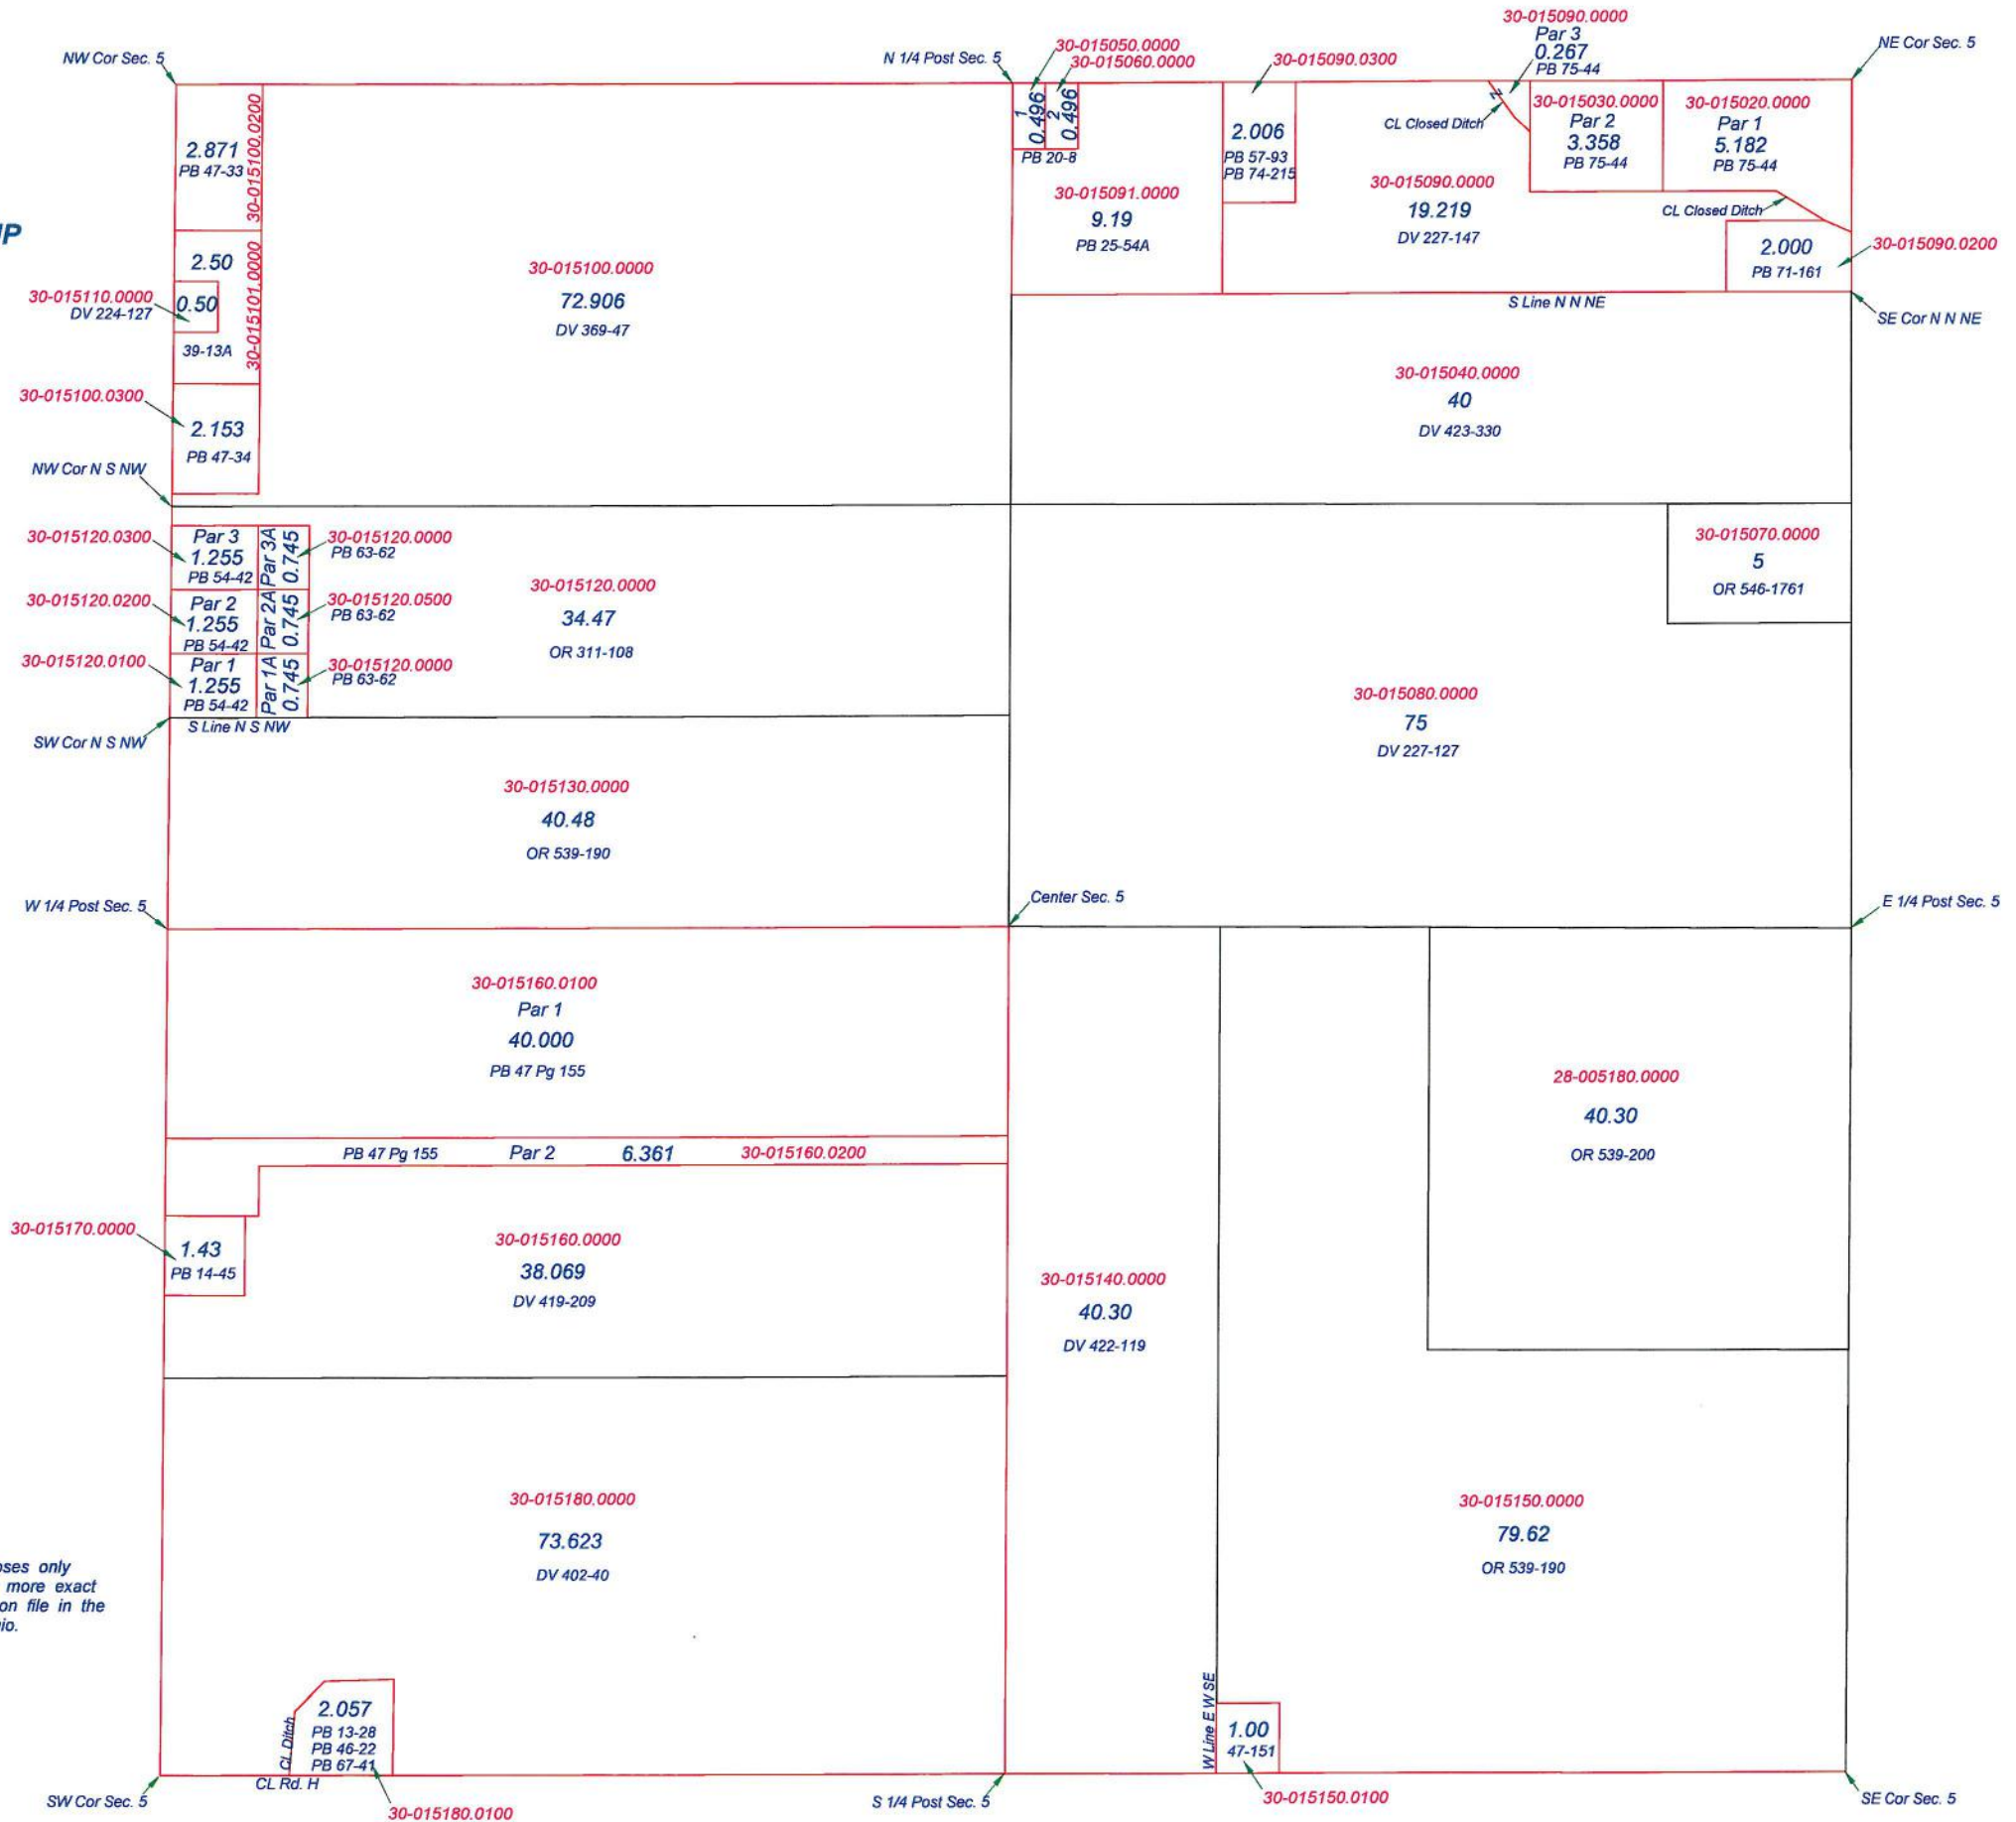 30-015090.0000
Par 3
0.267
PB 75-44
NW Cor Sec. 5
N 1/4 Post Sec. 5
30-015050.0000
30-015060.0000
30-015090.0300
NE Cor Sec. 5
2.871
PB 47-33
30-015100.0200
1
0.496
2
0.496
PB 20-8
2.006
PB 57-93
PB 74-215
CL Closed Ditch
N
30-015030.0000
Par 2
3.358
PB 75-44
30-015020.0000
Par 1
5.182
PB 75-44
30-015091.0000
9.19
PB 25-54A
30-015090.0000
19.219
DV 227-147
CL Closed Ditch
2.000
PB 71-161
30-015090.0200
IP
2.50
30-015101.0000
30-015110.0000
DV 224-127
0.50
39-13A
30-015100.0000
72.906
DV 369-47
S Line N N NE
SE Cor N N NE
30-015100.0300
2.153
PB 47-34
30-015040.0000
40
DV 423-330
NW Cor N S NW
30-015120.0300
Par 3
1.255
PB 54-42
Par 3A
0.745
30-015120.0000
PB 63-62
30-015120.0200
Par 2
1.255
PB 54-42
Par 2A
0.745
30-015120.0500
PB 63-62
30-015120.0100
Par 1
1.255
PB 54-42
Par 1A
0.745
30-015120.0000
PB 63-62
30-015120.0000
34.47
OR 311-108
30-015070.0000
5
OR 546-1761
30-015080.0000
75
DV 227-127
SW Cor N S NW
S Line N S NW
30-015130.0000
40.48
OR 539-190
W 1/4 Post Sec. 5
Center Sec. 5
E 1/4 Post Sec. 5
30-015160.0100
Par 1
40.000
PB 47 Pg 155
28-005180.0000
40.30
OR 539-200
PB 47 Pg 155 Par 2 6.361 30-015160.0200
30-015170.0000
1.43
PB 14-45
30-015160.0000
38.069
DV 419-209
30-015140.0000
40.30
DV 422-119
30-015180.0000
73.623
DV 402-40
30-015150.0000
79.62
OR 539-190
oses only
more exact
on file in the
io.
2.057
PB 13-28
PB 46-22
PB 67-41
CL Ditch
CL Rd. H
W Line E W SE
1.00
47-151
SW Cor Sec. 5
30-015180.0100
S 1/4 Post Sec. 5
30-015150.0100
SE Cor Sec. 5